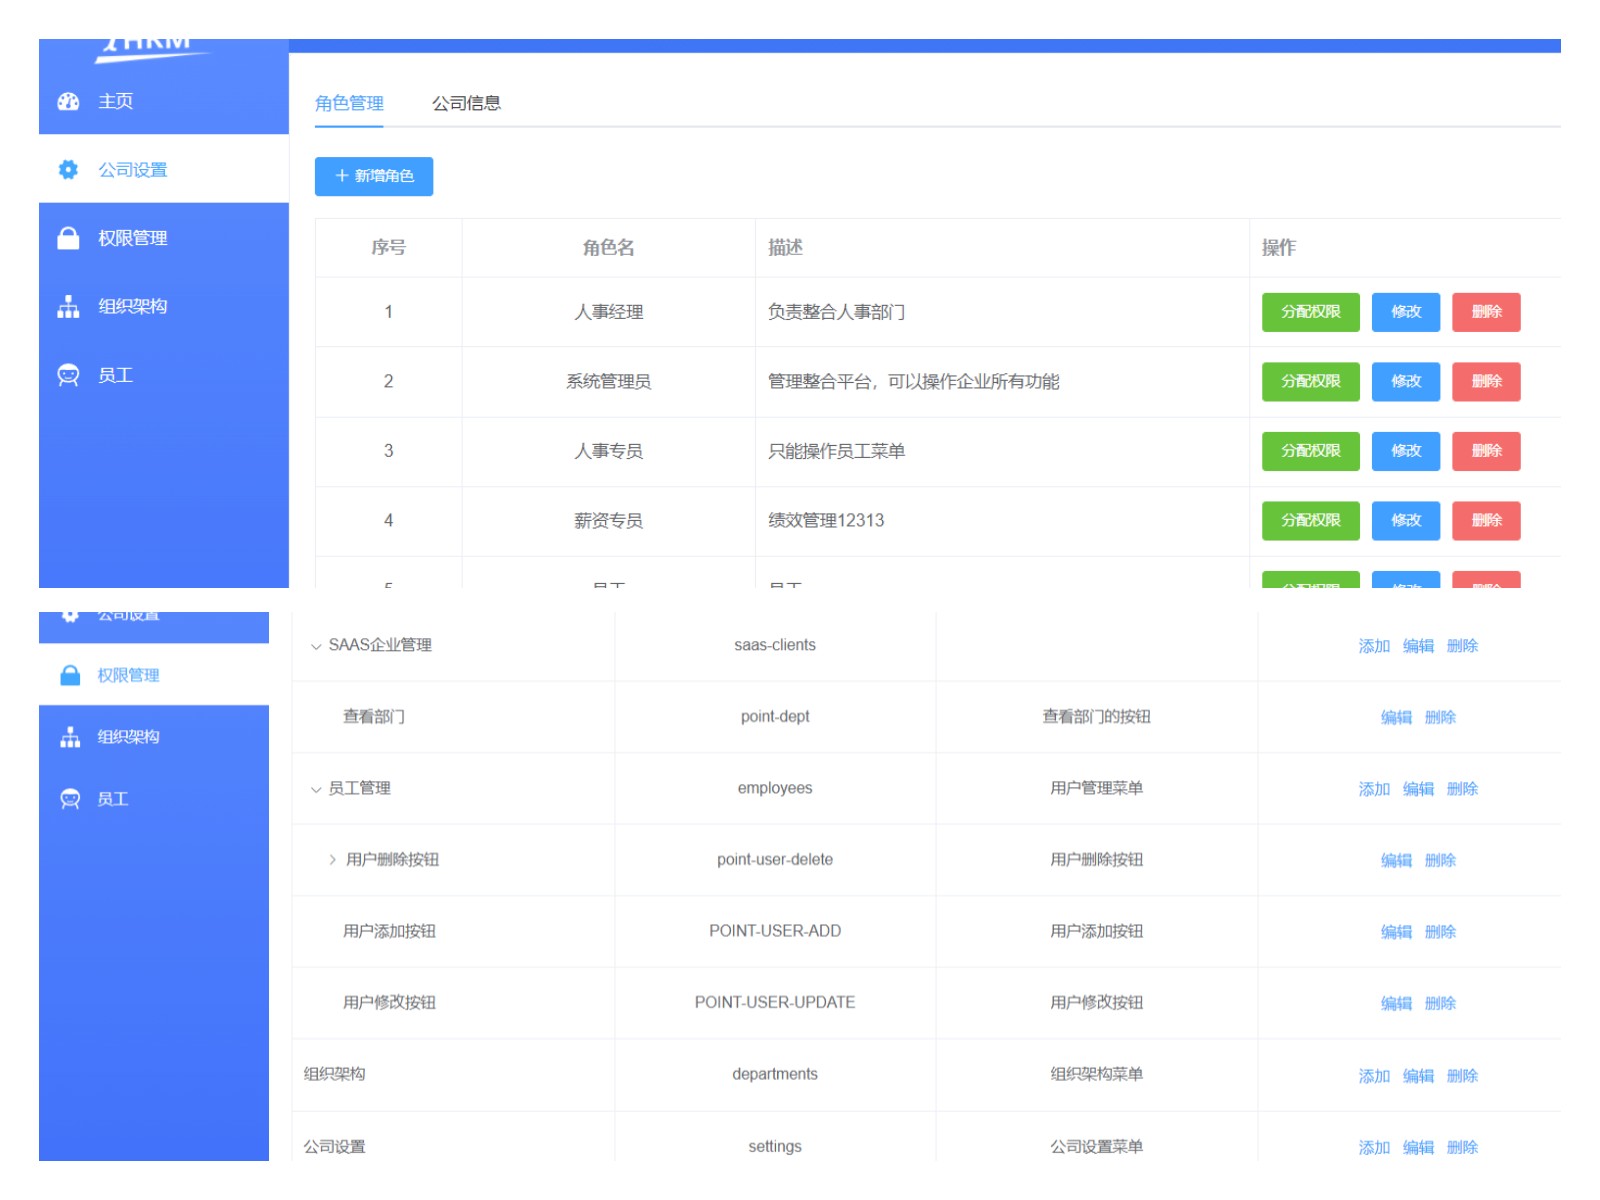 主页
公司设置
权限管理
组织架构
员工
角色管理 公司信息
+ 新增角色
序号 角色名 描述 操作
1 人事经理 负责整合人事部门 分配权限 修改 删除
2 系统管理员 管理整合平台，可以操作企业所有功能 分配权限 修改 删除
3 人事专员 只能操作员工菜单 分配权限 修改 删除
4 薪资专员 绩效管理12313 分配权限 修改 删除
公司设置
权限管理
组织架构
员工
SAAS企业管理 saas-clients 添加 编辑 删除
查看部门 point-dept 查看部门的按钮 编辑 删除
员工管理 employees 用户管理菜单 添加 编辑 删除
用户删除按钮 point-user-delete 用户删除按钮 编辑 删除
用户添加按钮 POINT-USER-ADD 用户添加按钮 编辑 删除
用户修改按钮 POINT-USER-UPDATE 用户修改按钮 编辑 删除
组织架构 departments 组织架构菜单 添加 编辑 删除
公司设置 settings 公司设置菜单 添加 编辑 删除